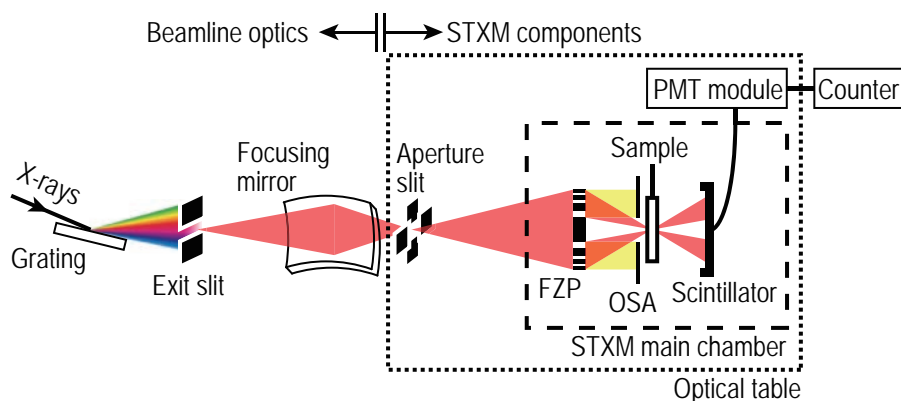 Beamline optics
STXM components
PMT module
Counter
Sample
Focusing
mirror
Aperture
slit
X-rays
Grating
Exit slit
FZP
OSA
Scintillator
STXM main chamber
Optical table